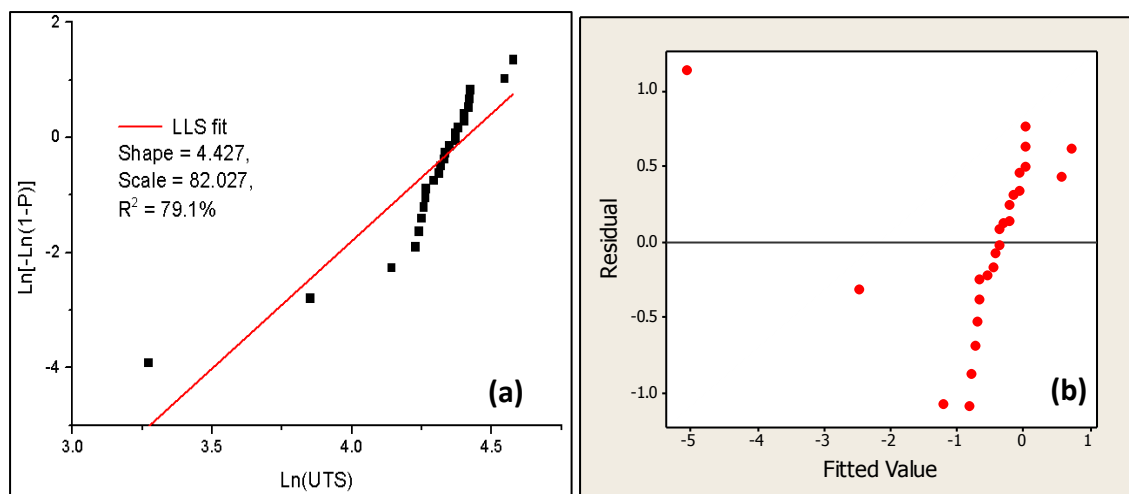 2
0
-2
-4
Ln[-Ln(1-P)]
LLS fit
Shape = 4.427,
Scale = 82.027,
R² = 79.1%
(a)
3.0 3.5 4.0 4.5
Ln(UTS)
1.0
0.5
0.0
-0.5
-1.0
Residual
(b)
-5 -4 -3 -2 -1 0 1
Fitted Value